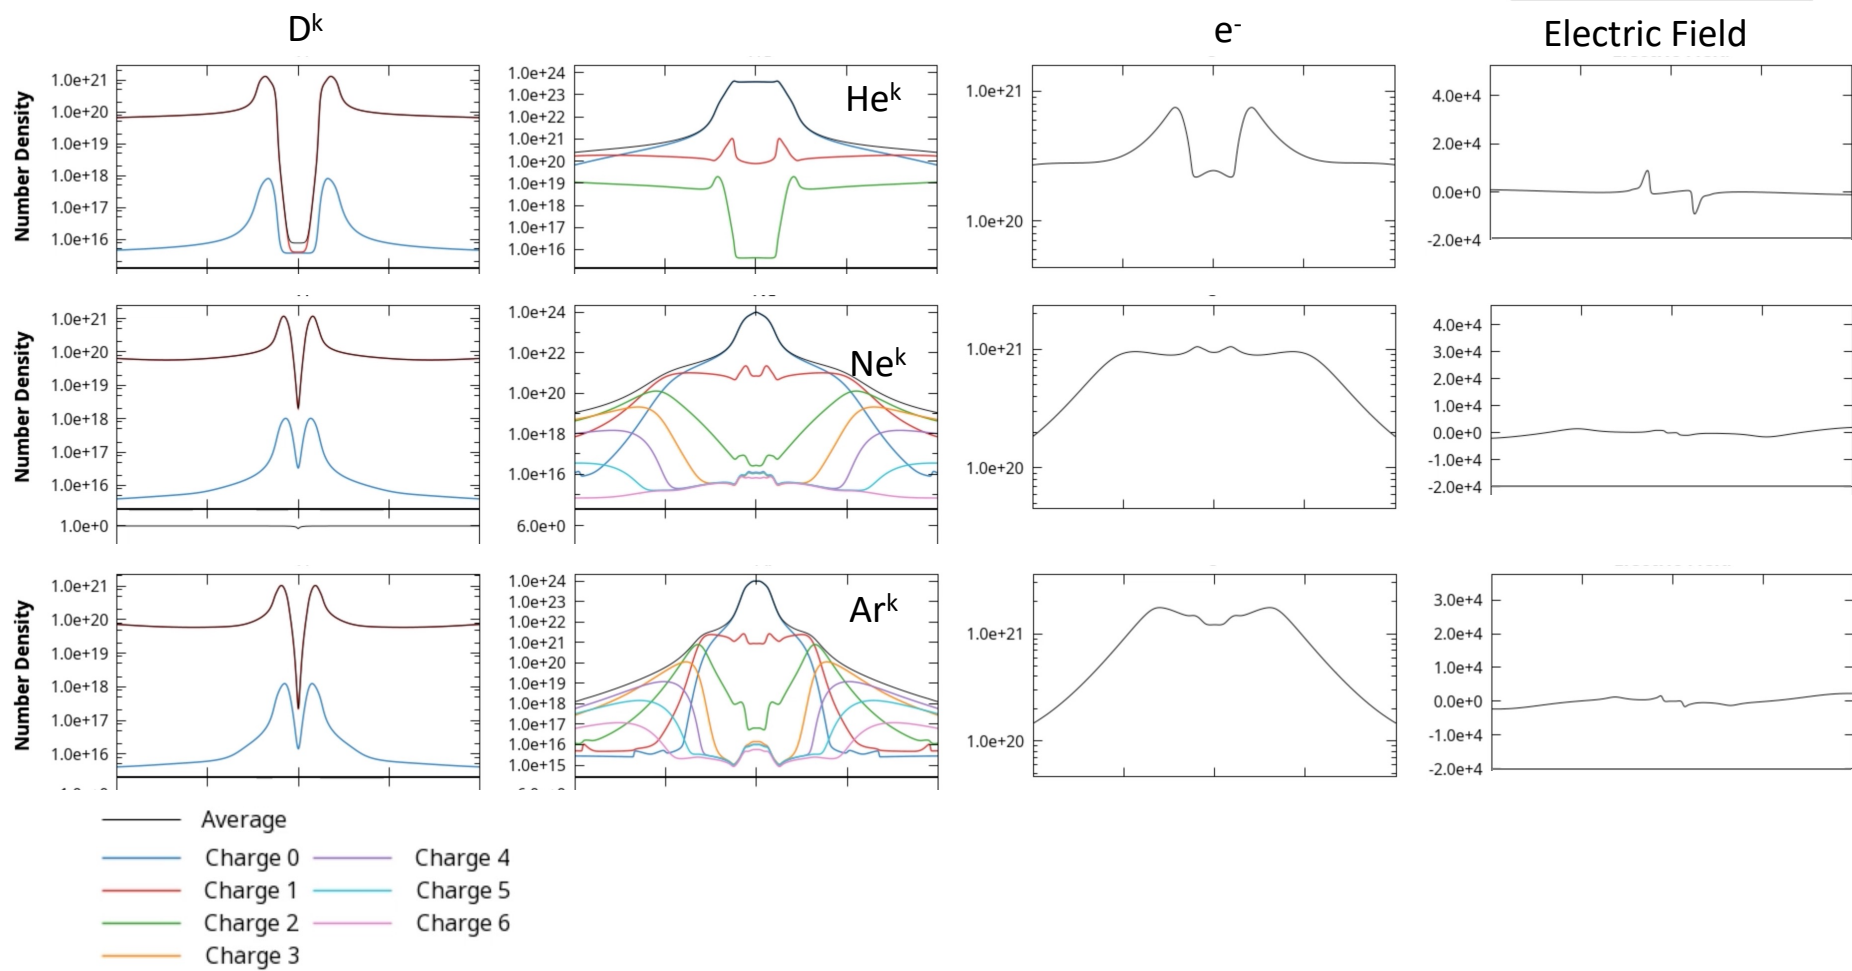 Dᵏ
e⁻
Electric Field
Number Density
1.0e+21
1.0e+20
1.0e+19
1.0e+18
1.0e+17
1.0e+16
1.0e+24
1.0e+23
1.0e+22
1.0e+21
1.0e+20
1.0e+19
1.0e+18
1.0e+17
1.0e+16
Heᵏ
1.0e+21
1.0e+20
4.0e+4
2.0e+4
0.0e+0
-2.0e+4
Number Density
1.0e+21
1.0e+20
1.0e+19
1.0e+18
1.0e+17
1.0e+16
1.0e+0
1.0e+24
1.0e+22
1.0e+20
1.0e+18
1.0e+16
6.0e+0
Neᵏ
1.0e+21
1.0e+20
4.0e+4
3.0e+4
2.0e+4
1.0e+4
0.0e+0
-1.0e+4
-2.0e+4
Number Density
1.0e+21
1.0e+20
1.0e+19
1.0e+18
1.0e+17
1.0e+16
1.0e+24
1.0e+23
1.0e+22
1.0e+21
1.0e+20
1.0e+19
1.0e+18
1.0e+17
1.0e+16
1.0e+15
Arᵏ
1.0e+21
1.0e+20
3.0e+4
2.0e+4
1.0e+4
0.0e+0
-1.0e+4
-2.0e+4
Average
Charge 0
Charge 4
Charge 1
Charge 5
Charge 2
Charge 6
Charge 3